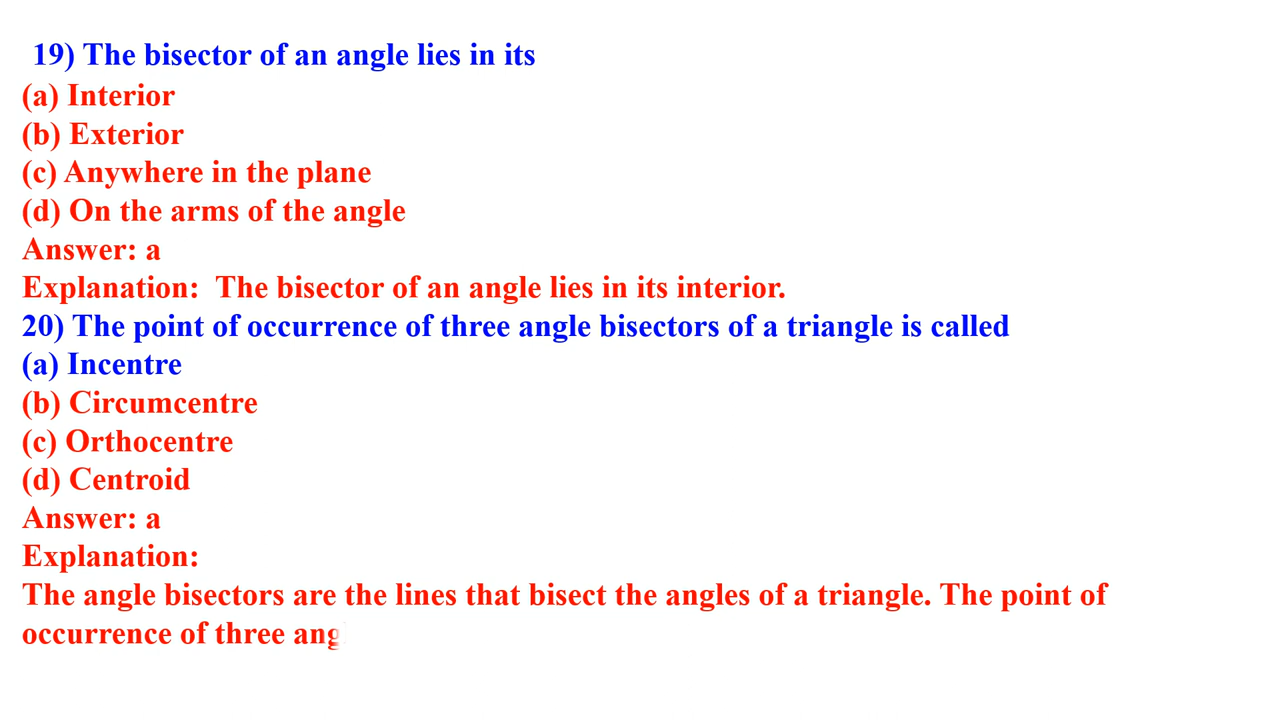 19) The bisector of an angle lies in its
(a) Interior
(b) Exterior
(c) Anywhere in the plane
(d) On the arms of the angle
Answer: a
Explanation:  The bisector of an angle lies in its interior.
20) The point of occurrence of three angle bisectors of a triangle is called
(a) Incentre
(b) Circumcentre
(c) Orthocentre
(d) Centroid
Answer: a
Explanation:
The angle bisectors are the lines that bisect the angles of a triangle. The point of
occurrence of three ang